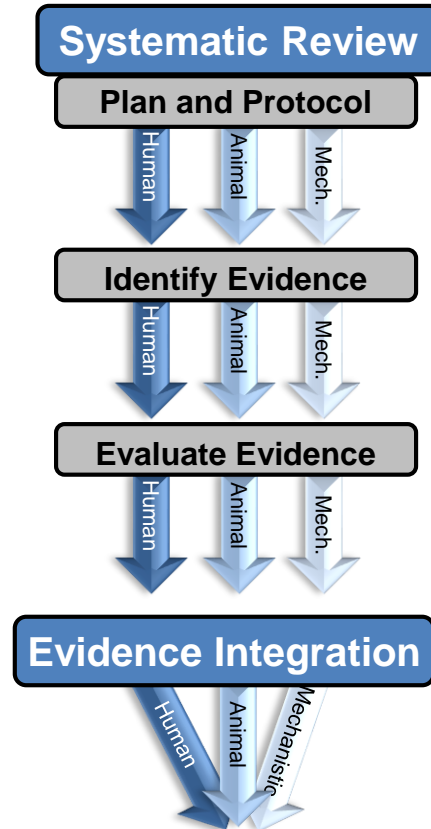 Systematic Review
Plan and Protocol
Human
Animal
Mech.
Identify Evidence
Human
Animal
Mech.
Evaluate Evidence
Human
Animal
Mech.
Evidence Integration
Human
Animal
Mechanistic